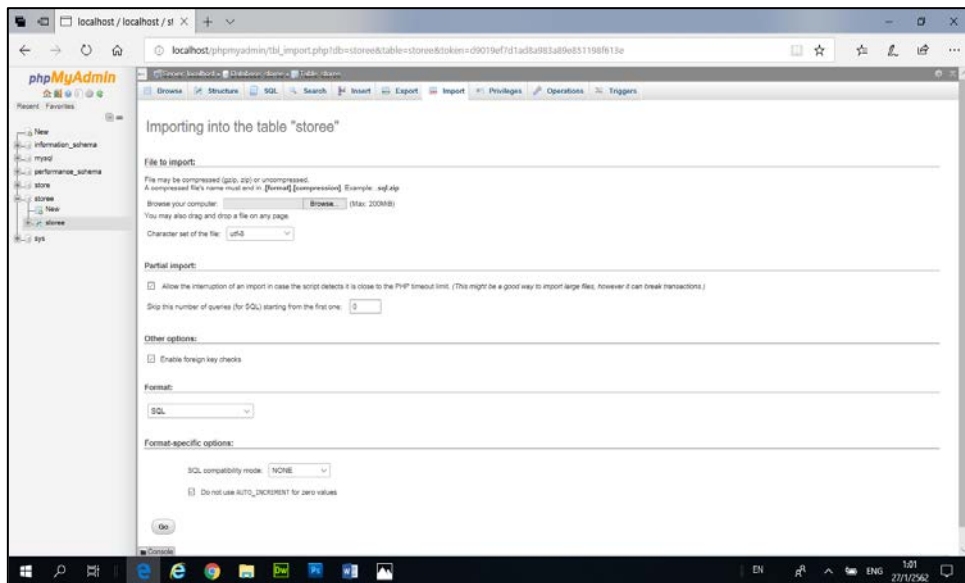 localhost / localhost / st
localhost/phpmyadmin/tbl_import.php?db=storee&table=storee&token=d9019ef7d1ad8a983a89e851198f613e
phpMyAdmin
Recent Favorites
New
information_schema
mysql
performance_schema
store
storee
New
storee
sys
Server: localhost » Database: storee » Table: storee
Browse Structure SQL Search Insert Export Import Privileges Operations Triggers
Importing into the table "storee"
File to import:
File may be compressed (gzip, zip) or uncompressed.
A compressed file's name must end in .[format].[compression]. Example: .sql.zip
Browse your computer: Browse... (Max: 200MiB)
You may also drag and drop a file on any page.
Character set of the file: utf-8
Partial import:
Allow the interruption of an import in case the script detects it is close to the PHP timeout limit. (This might be a good way to import large files, however it can break transactions.)
Skip this number of queries (for SQL) starting from the first one: 0
Other options:
Enable foreign key checks
Format:
SQL
Format-specific options:
SQL compatibility mode: NONE
Do not use AUTO_INCREMENT for zero values
Go
Console
Dw Ps
EN ENG 1:01
27/1/2562